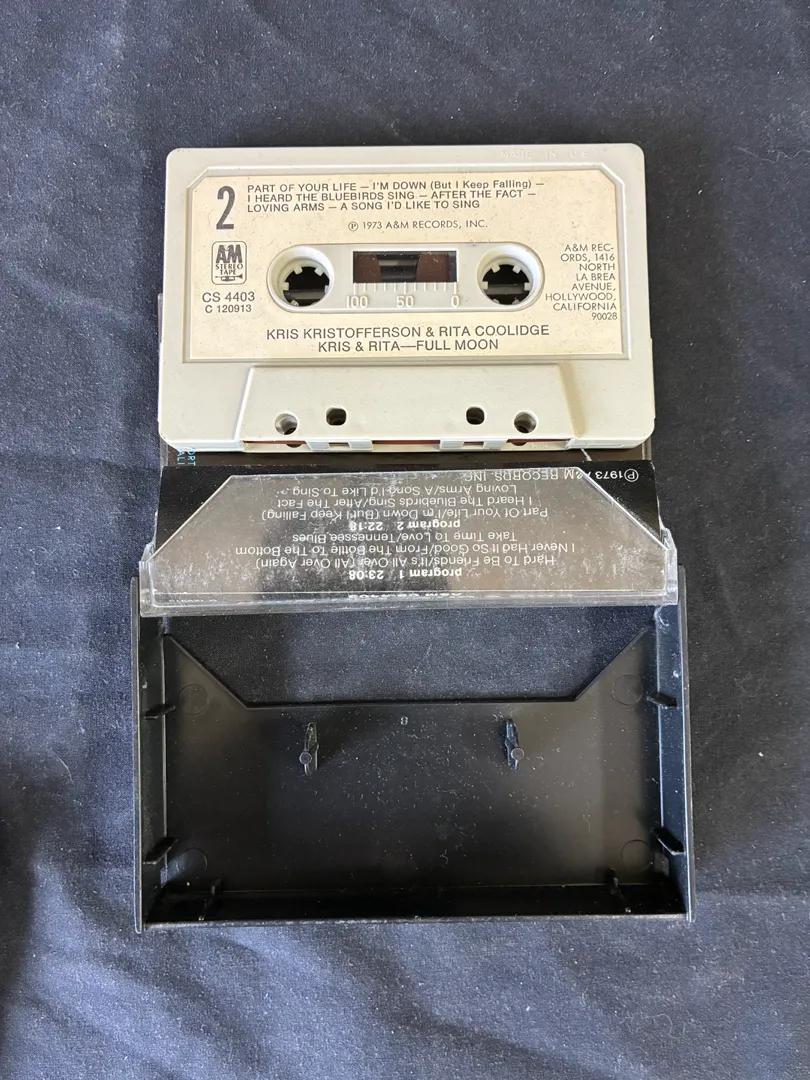 2
PART OF YOUR LIFE — I'M DOWN (But I Keep Falling) —
I HEARD THE BLUEBIRDS SING — AFTER THE FACT —
LOVING ARMS — A SONG I'D LIKE TO SING
℗ 1973 A&M RECORDS, INC.
A&M
STEREO
TAPE
CS 4403
C 120913
100 50 0
A&M REC-
ORDS, 1416
NORTH
LA BREA
AVENUE,
HOLLYWOOD,
CALIFORNIA
90028
KRIS KRISTOFFERSON & RITA COOLIDGE
KRIS & RITA—FULL MOON
program 1 23:08
Hard To Be Friends/It's All Over (All Over Again)
I Never Had It So Good/From The Bottle To The Bottom
Take Time To Love/Tennessee Blues
program 2 22:18
Part Of Your Life/I'm Down (But I Keep Falling)
I Heard The Bluebirds Sing/After The Fact
Loving Arms/A Song I'd Like To Sing
℗1973 A&M RECORDS, INC.
8